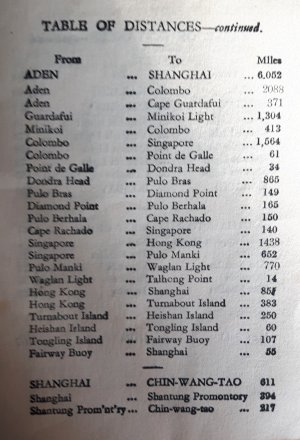 TABLE OF DISTANCES—continued.
From To Miles
ADEN ... SHANGHAI ... 6,052
Aden ... Colombo ... 2088
Aden ... Cape Guardafui ... 371
Guardafui ... Minikoi Light ... 1,304
Minikoi ... Colombo ... 413
Colombo ... Singapore ... 1,564
Colombo ... Point de Galle ... 61
Point de Galle ... Dondra Head ... 34
Dondra Head ... Pulo Bras ... 865
Pulo Bras ... Diamond Point ... 149
Diamond Point ... Pulo Berhala ... 165
Pulo Berhala ... Cape Rachado ... 150
Cape Rachado ... Singapore ... 140
Singapore ... Hong Kong ... 1438
Singapore ... Pulo Manki ... 652
Pulo Manki ... Waglan Light ... 770
Waglan Light ... Talhong Point ... 14
Hong Kong ... Shanghai ...
Hong Kong ... Turnabout Island ... 383
Turnabout Island ... Heishan Island ... 250
Heishan Island ... Tongling Island ... 60
Tongling Island ... Fairway Buoy ... 107
Fairway Buoy ... Shanghai ... 55
SHANGHAI ... CHIN-WANG-TAO ... 611
Shanghai ... Shantung Promontory ... 394
Shantung Prom'nt'ry ... Chin-wang-tao ... 217